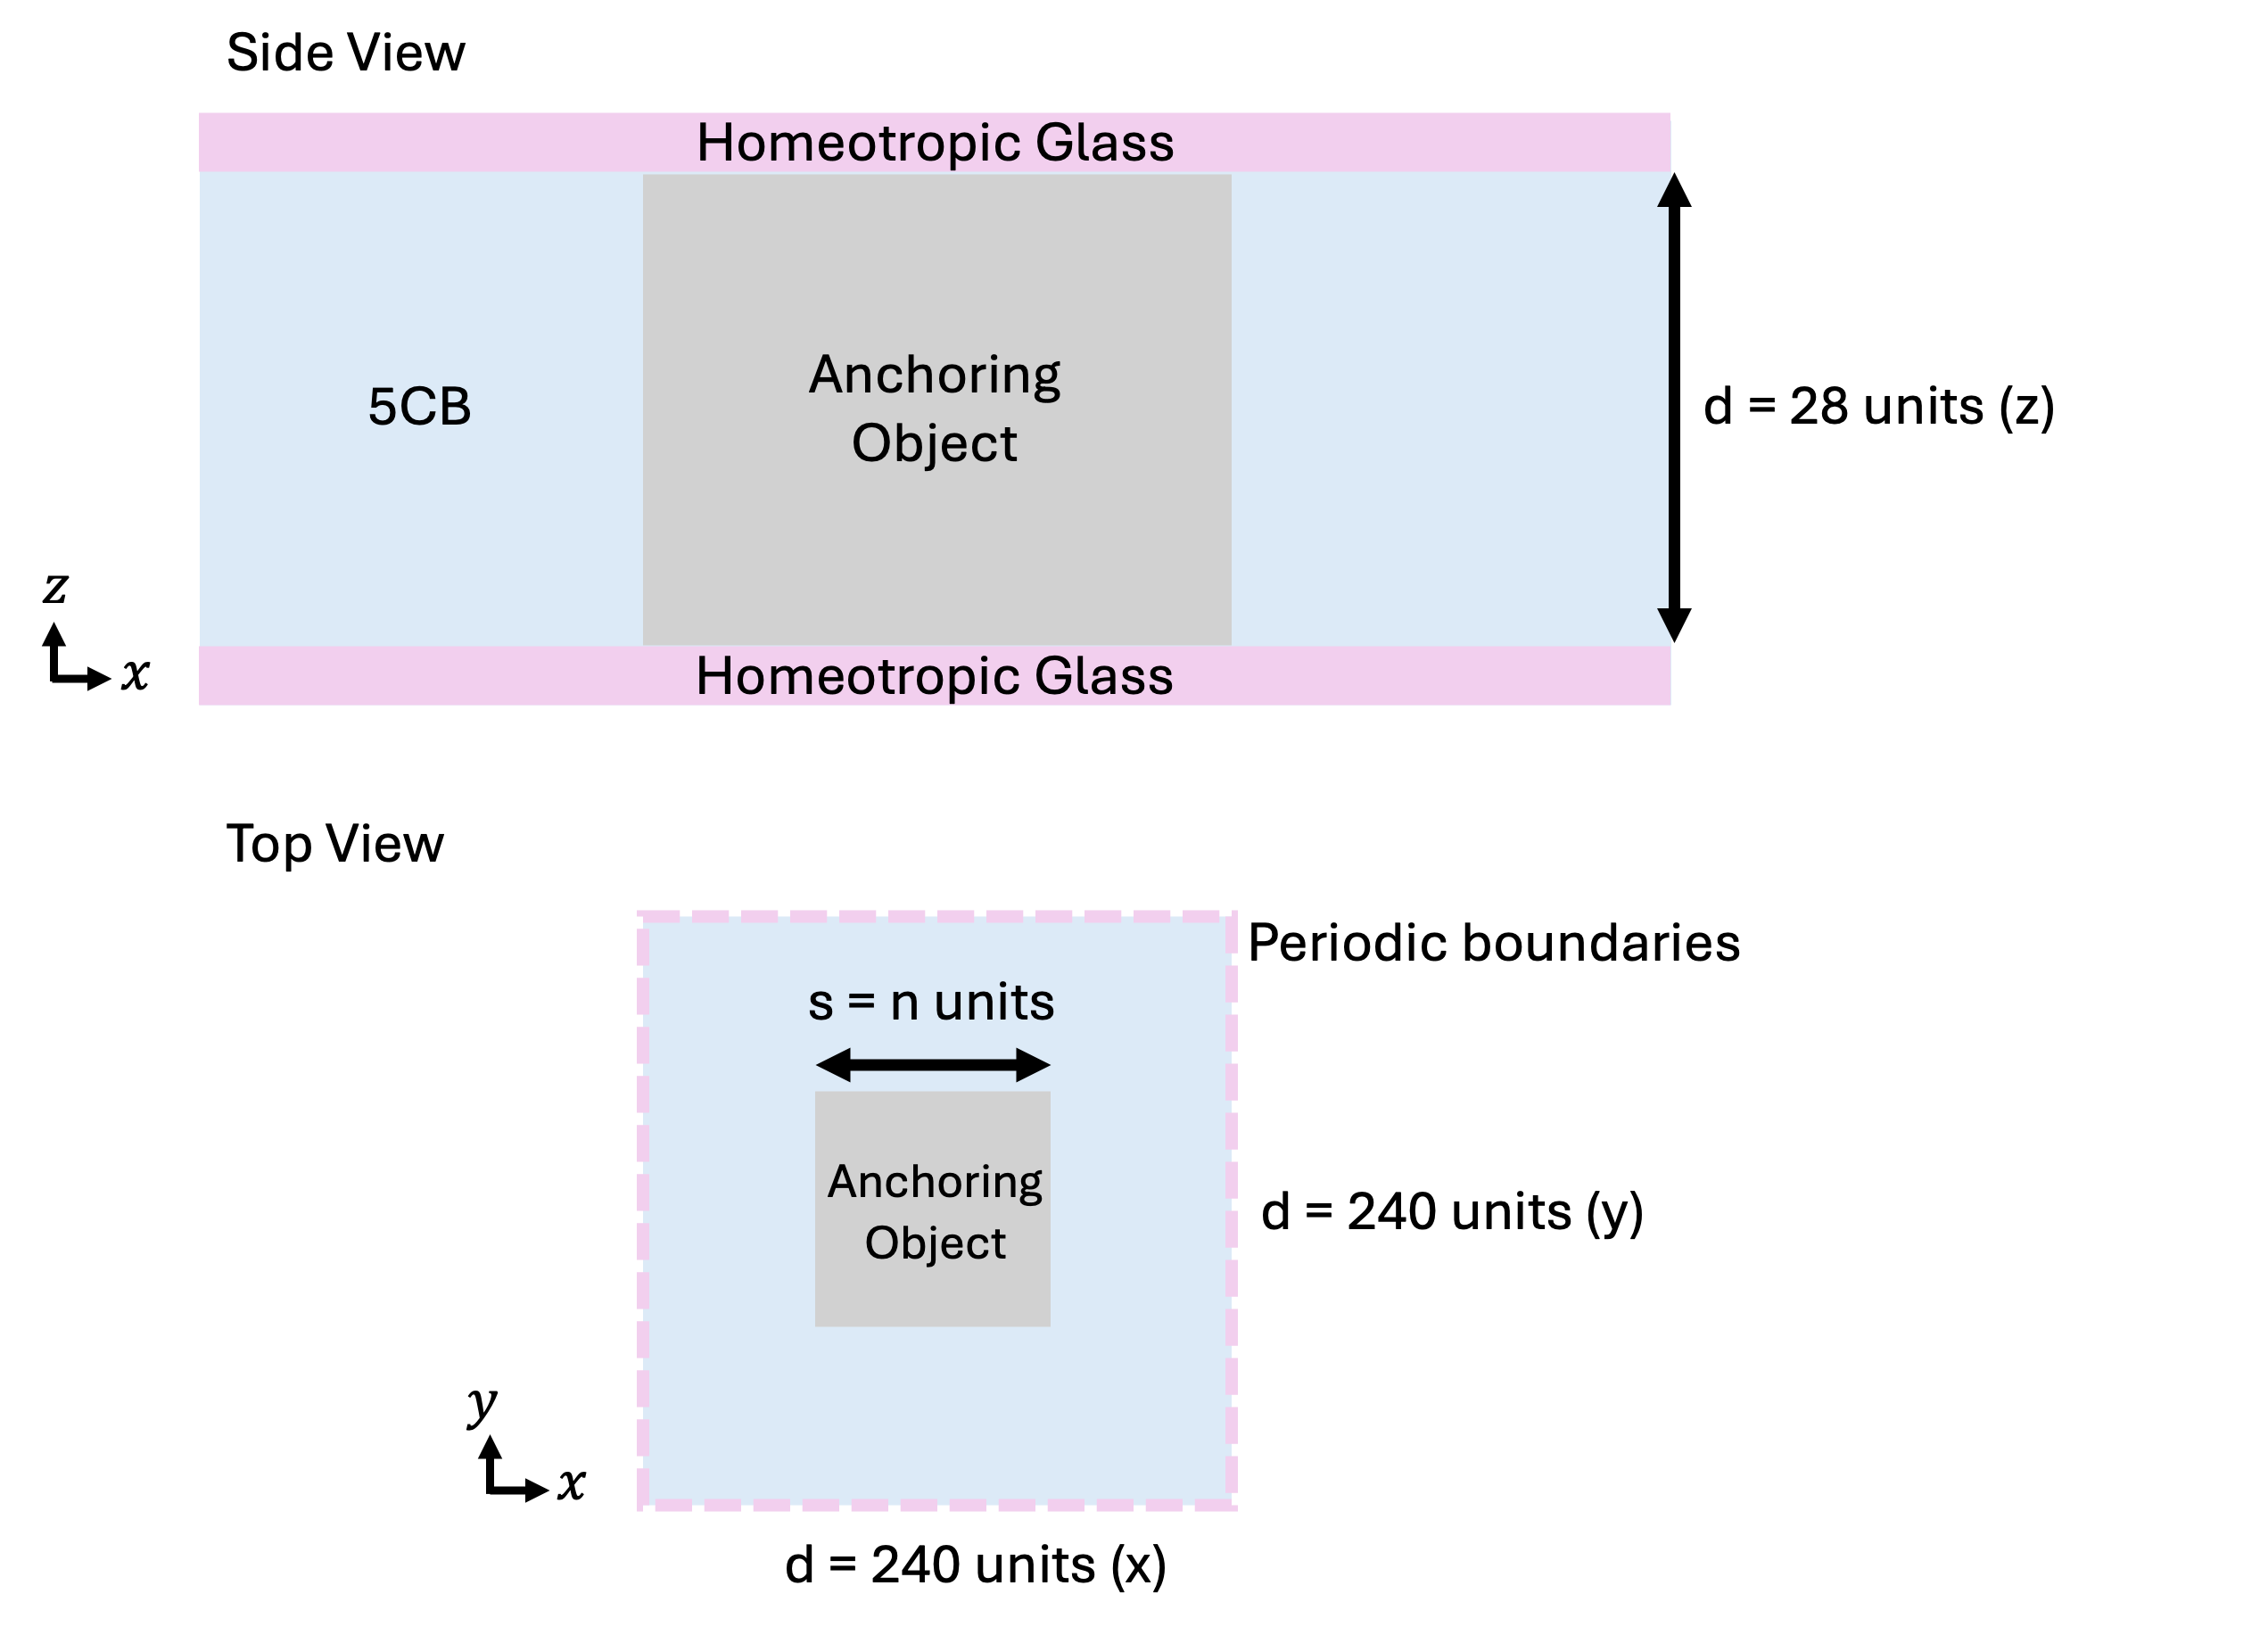 Side View
Homeotropic Glass
5CB
Anchoring
Object
d = 28 units (z)
z
x
Homeotropic Glass
Top View
Periodic boundaries
s = n units
Anchoring
Object
d = 240 units (y)
y
x
d = 240 units (x)